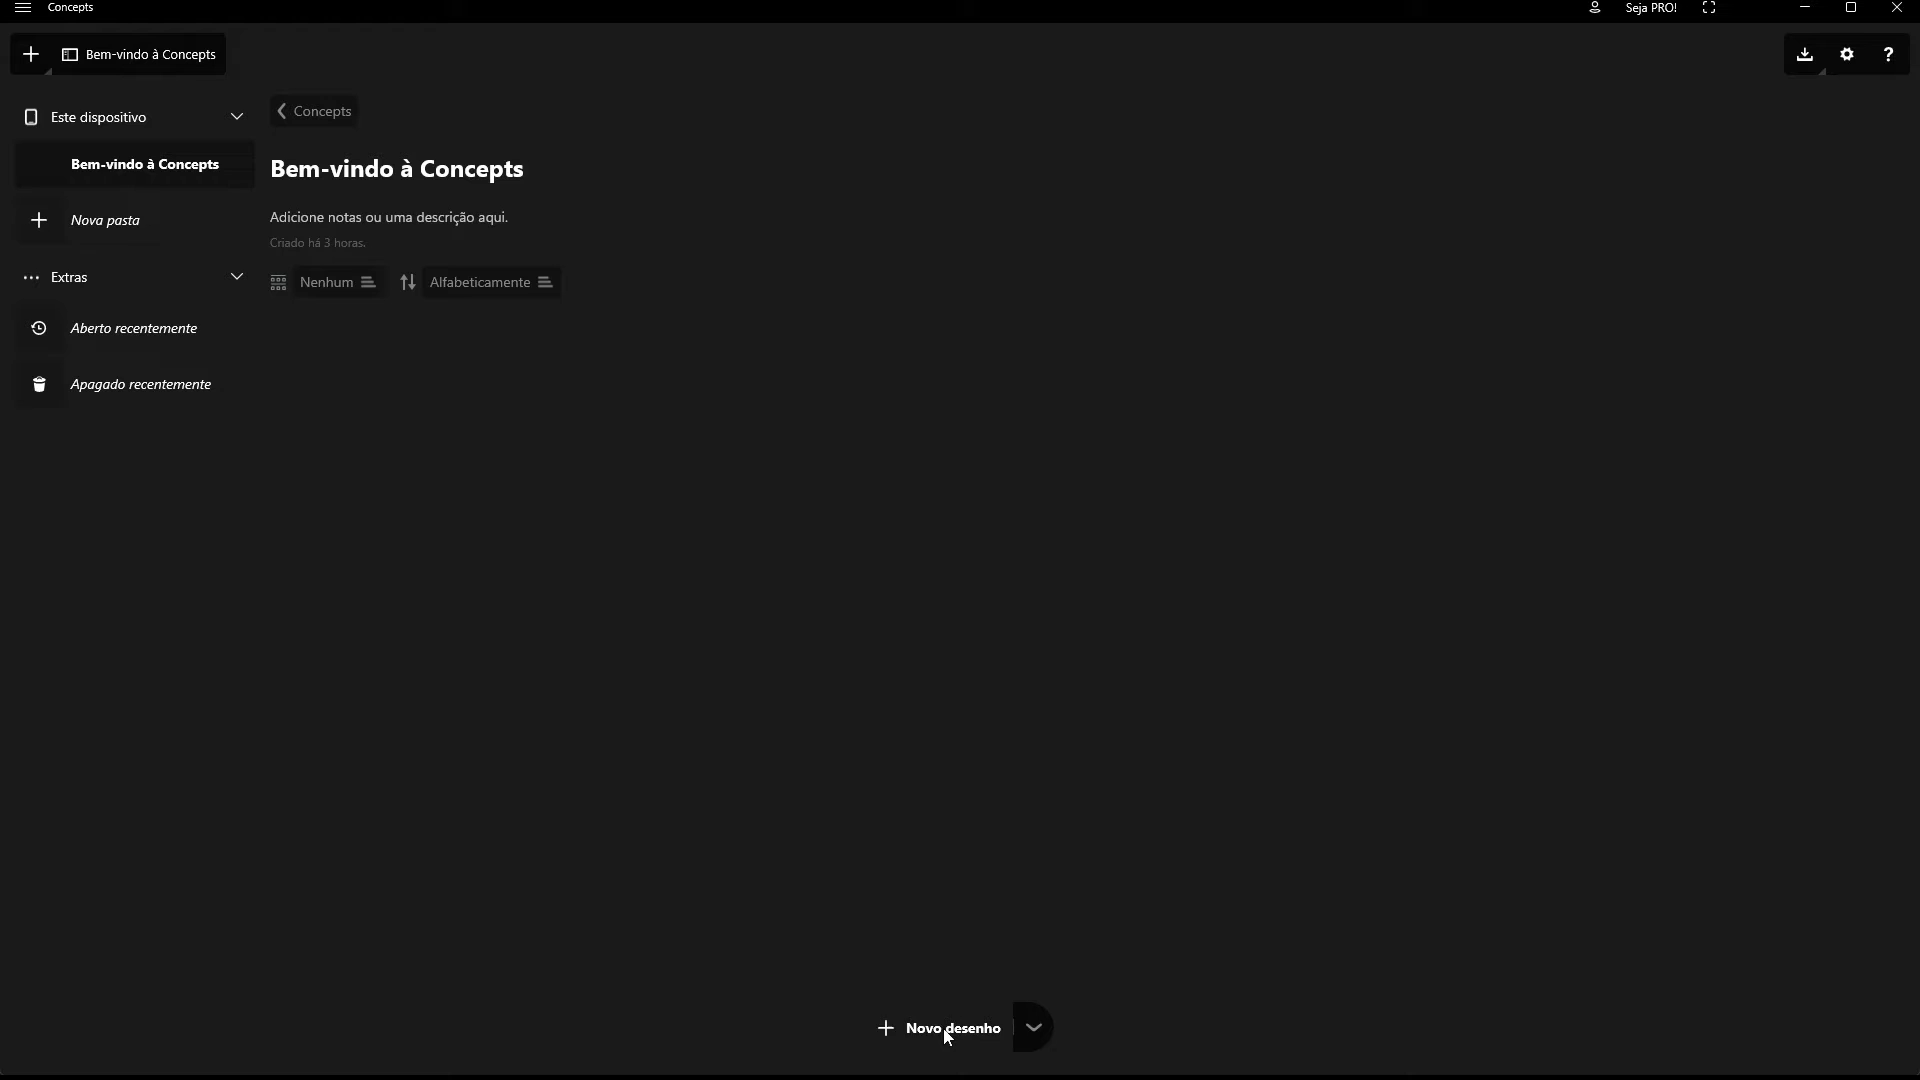 Concepts
Seja PRO!
Bem-vindo à Concepts
Este dispositivo
Bem-vindo à Concepts
Nova pasta
Extras
Aberto recentemente
Apagado recentemente
Concepts
Bem-vindo à Concepts
Adicione notas ou uma descrição aqui.
Criado há 3 horas.
Nenhum
Alfabeticamente
Novo desenho